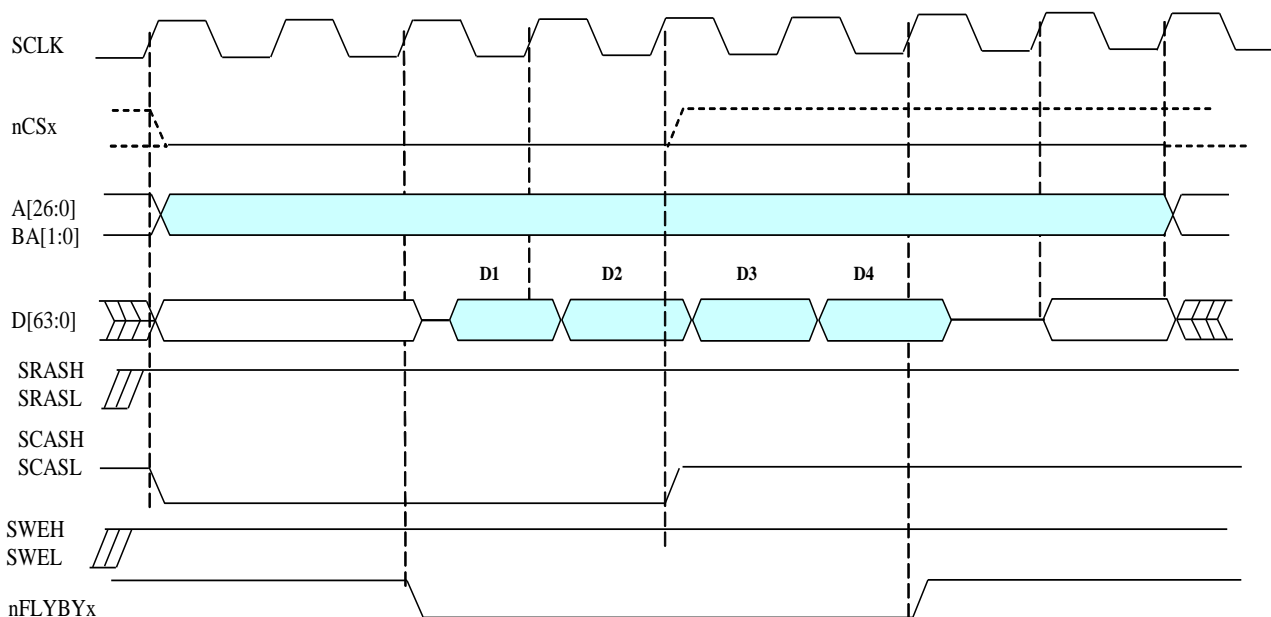 SCLK
nCSx
A[26:0]
BA[1:0]
D1 D2 D3 D4
D[63:0]
SRASH
SRASL
SCASH
SCASL
SWEH
SWEL
nFLYBYx